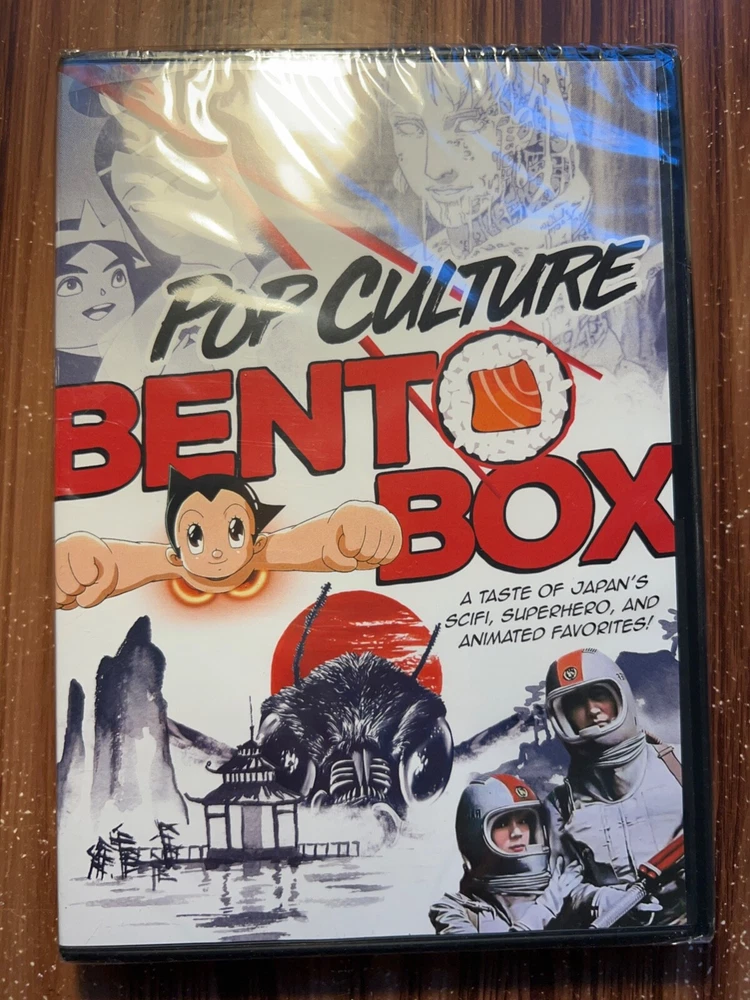 POP CULTURE
BENTO
BOX
A TASTE OF JAPAN'S
SCIFI, SUPERHERO, AND
ANIMATED FAVORITES!